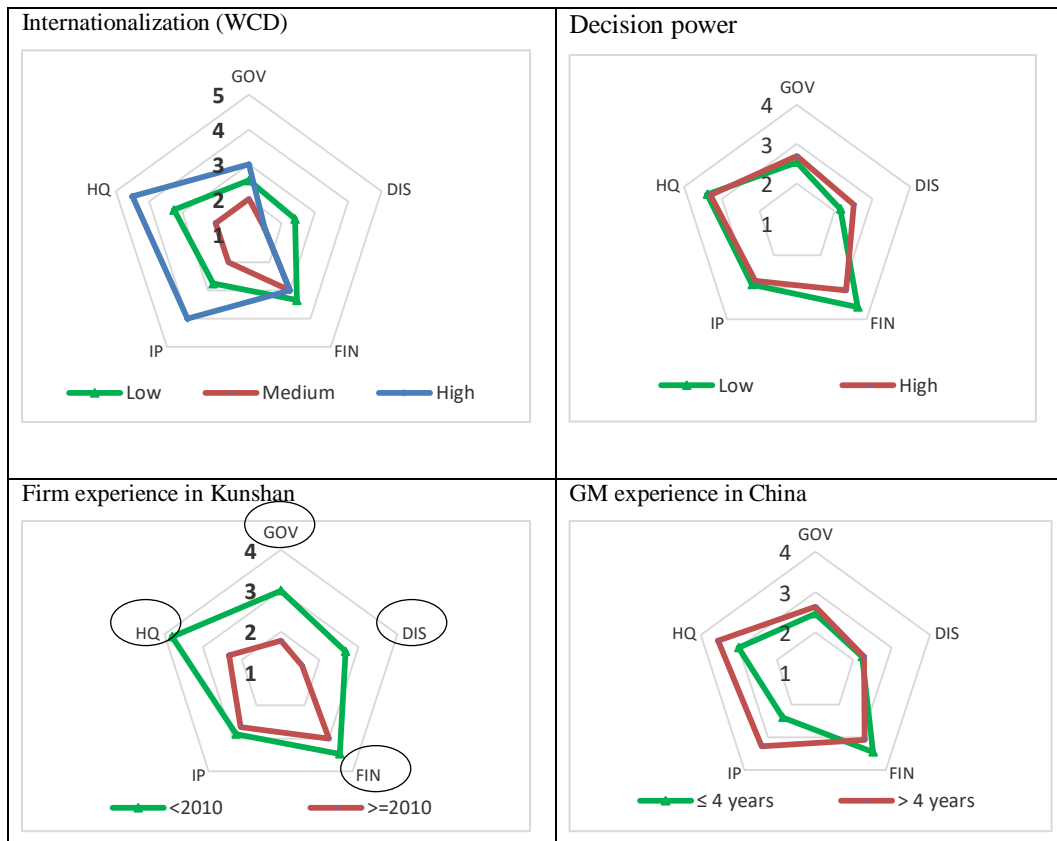 Internationalization (WCD)
GOV
5
4
3
2
1
HQ
DIS
IP
FIN
Low
Medium
High
Decision power
GOV
4
3
2
1
HQ
DIS
IP
FIN
Low
High
Firm experience in Kunshan
GOV
4
3
2
1
HQ
DIS
IP
FIN
<2010
>=2010
GM experience in China
GOV
4
3
2
1
HQ
DIS
IP
FIN
≤ 4 years
> 4 years